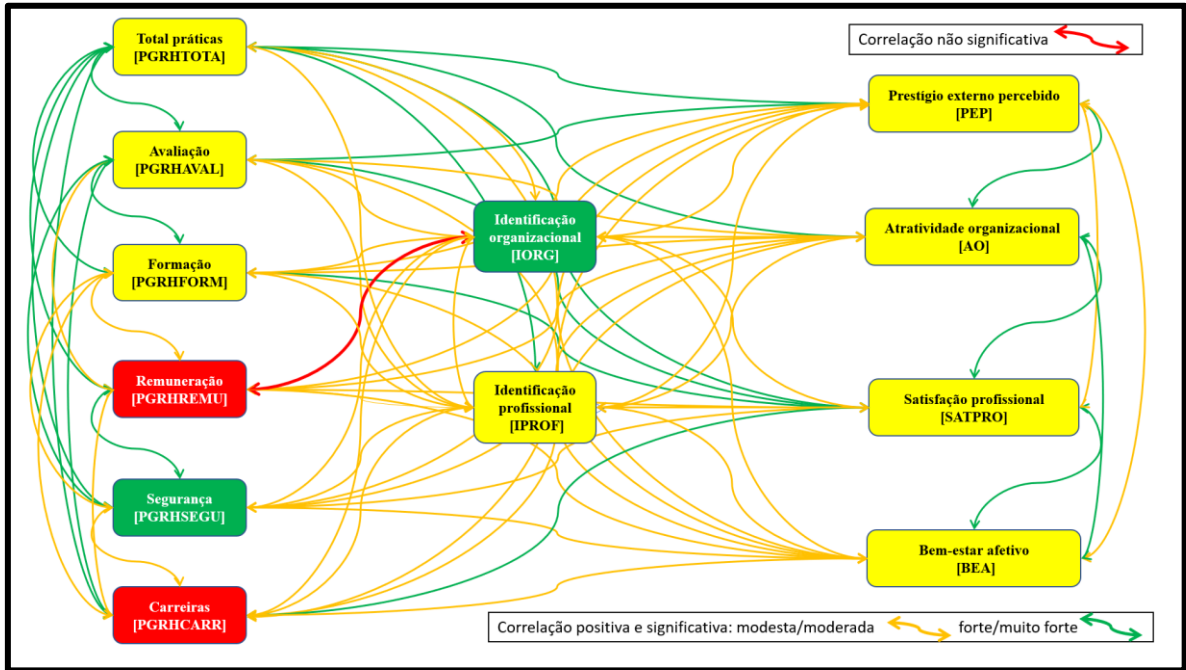 Total práticas
[PGRHTOTA]
Avaliação
[PGRHAVAL]
Formação
[PGRHFORM]
Remuneração
[PGRHREMU]
Segurança
[PGRHSEGU]
Carreiras
[PGRHCARR]
Identificação
organizacional
[IORG]
Identificação
profissional
[IPROF]
Correlação não significativa
Prestígio externo percebido
[PEP]
Atratividade organizacional
[AO]
Satisfação profissional
[SATPRO]
Bem-estar afetivo
[BEA]
Correlação positiva e significativa: modesta/moderada forte/muito forte